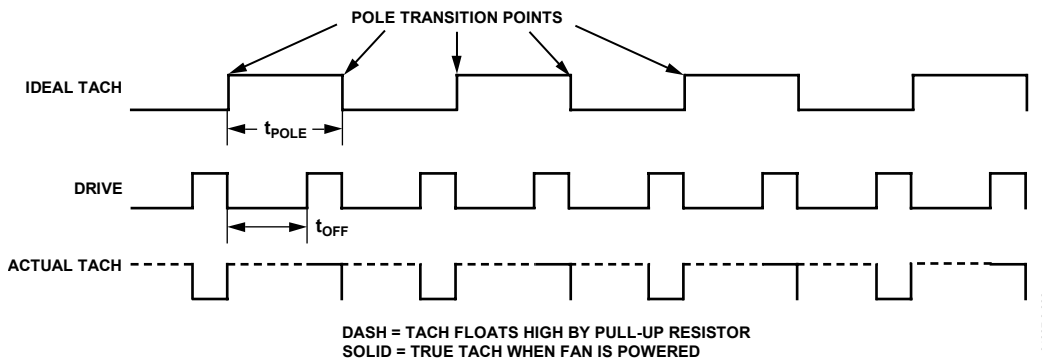 POLE TRANSITION POINTS
IDEAL TACH
tPOLE
DRIVE
tOFF
ACTUAL TACH
DASH = TACH FLOATS HIGH BY PULL-UP RESISTOR
SOLID = TRUE TACH WHEN FAN IS POWERED